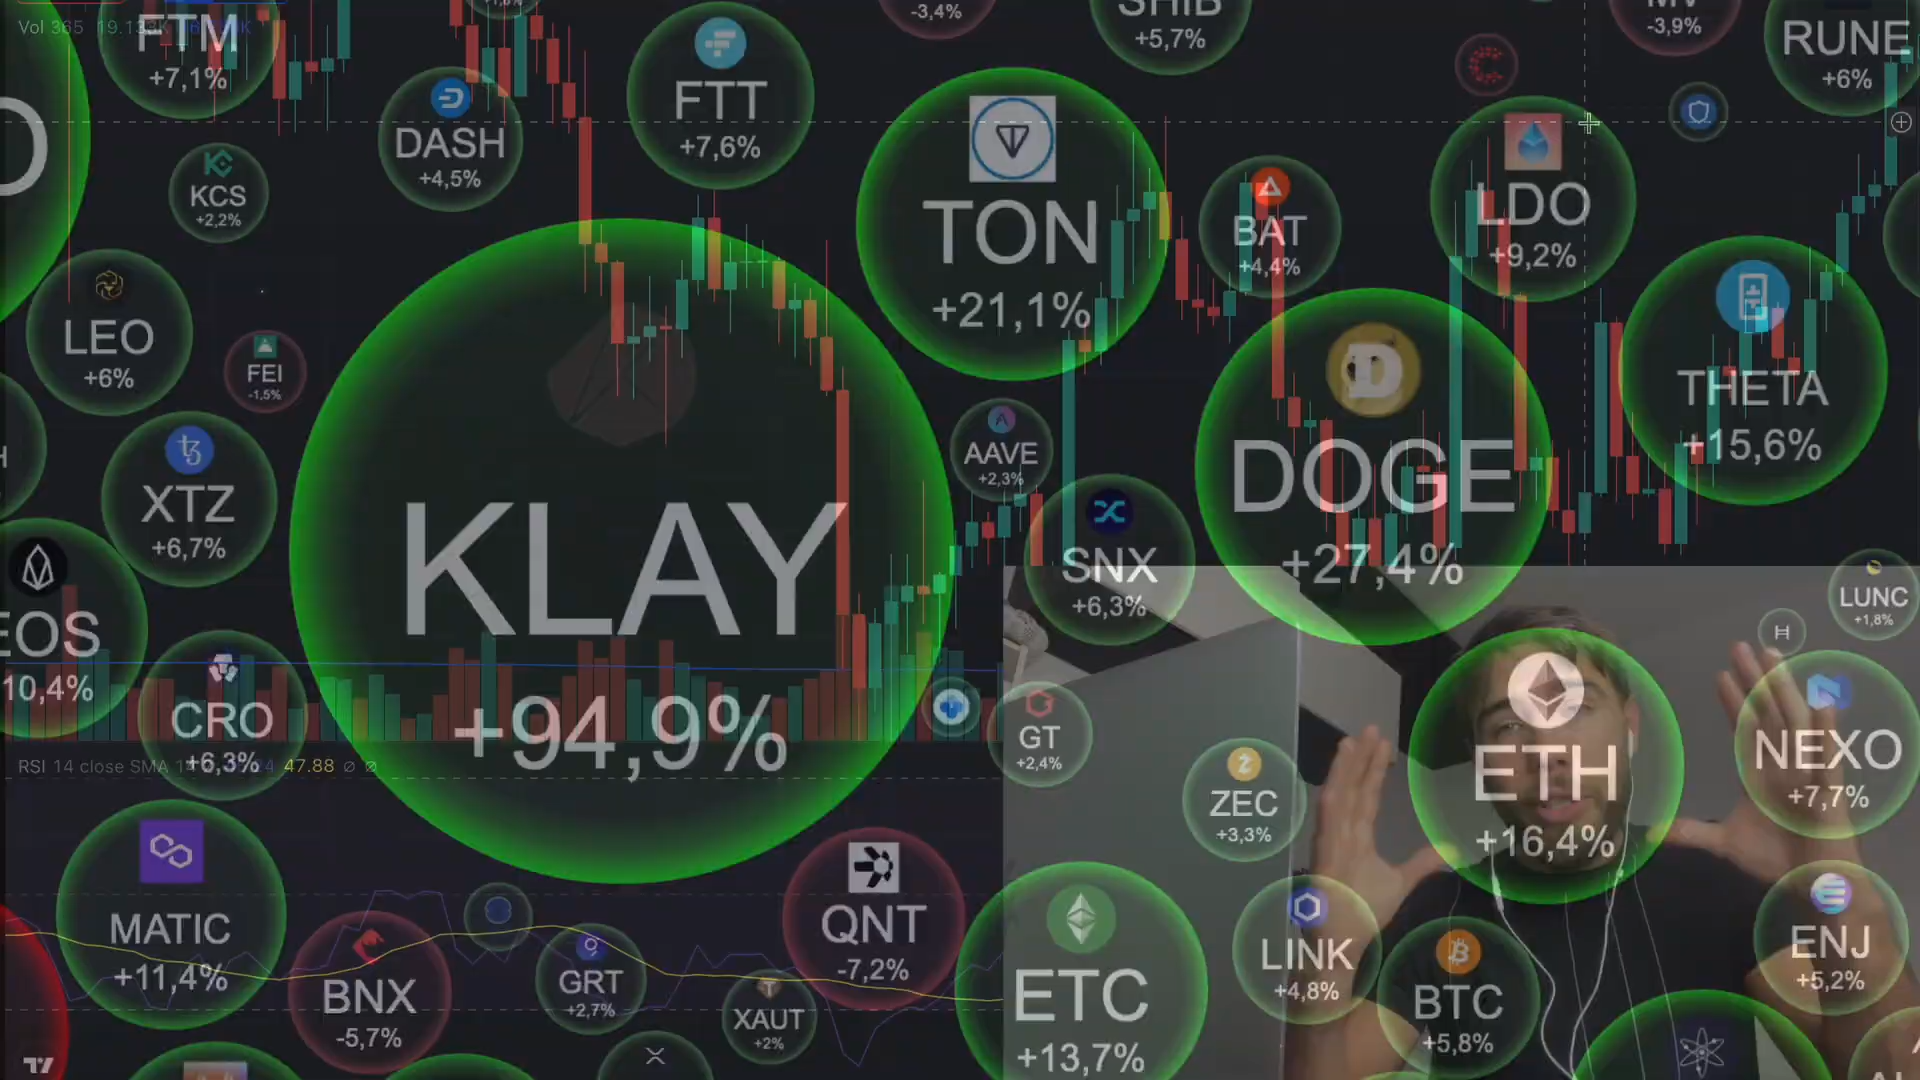 Vol 365 19.133K
FTM
+7,1%
-3,4%
SHIB
+5,7%
-3,9%
RUNE
+6%
DASH
+4,5%
FTT
+7,6%
TON
+21,1%
BAT
+4,4%
LDO
+9,2%
KCS
+2,2%
LEO
+6%
FEI
-1,5%
THETA
+15,6%
XTZ
+6,7%
KLAY
+94,9%
AAVE
+2,3%
DOGE
+27,4%
SNX
+6,3%
LUNC
+1,8%
EOS
10,4%
CRO
+6,3%
GT
+2,4%
ZEC
+3,3%
ETH
+16,4%
NEXO
+7,7%
RSI 14 close SMA 14 47.88
MATIC
+11,4%
BNX
-5,7%
GRT
+2,7%
XAUT
+2%
QNT
-7,2%
ETC
+13,7%
LINK
+4,8%
BTC
+5,8%
ENJ
+5,2%